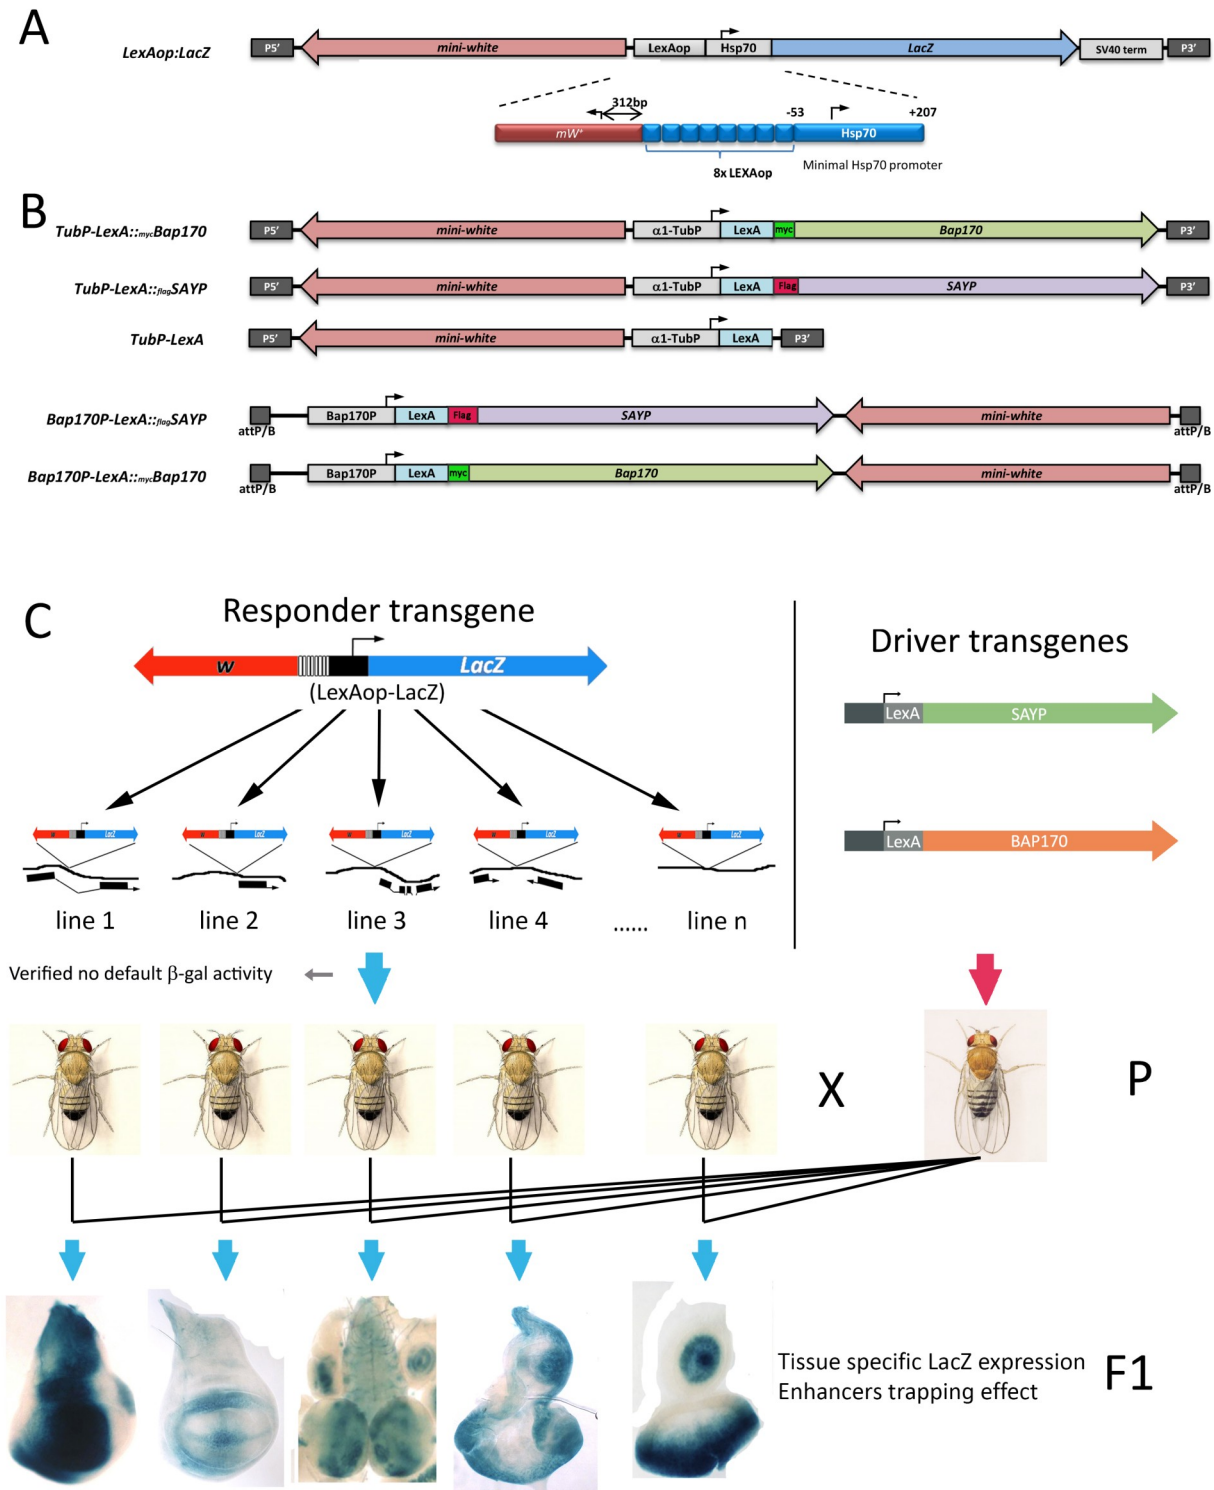 A
LexAop:LacZ
P5’ mini-white LexAop Hsp70 LacZ SV40 term P3’
312bp -53 +207
mW⁺ Hsp70
8x LEXAop Minimal Hsp70 promoter
B
TubP-LexA::mycBap170 P5’ mini-white α1-TubP LexA myc Bap170 P3’
TubP-LexA::flagSAYP P5’ mini-white α1-TubP LexA Flag SAYP P3’
TubP-LexA P5’ mini-white α1-TubP LexA P3’
Bap170P-LexA::flagSAYP Bap170P LexA Flag SAYP mini-white
attP/B attP/B
Bap170P-LexA::mycBap170 Bap170P LexA myc Bap170 mini-white
attP/B attP/B
C
Responder transgene
w LacZ
(LexAop-LacZ)
Driver transgenes
LexA SAYP
LexA BAP170
w LacZ w LacZ w LacZ w LacZ w LacZ
line 1 line 2 line 3 line 4 ...... line n
Verified no default β-gal activity
X P
Tissue specific LacZ expression
Enhancers trapping effect
F1